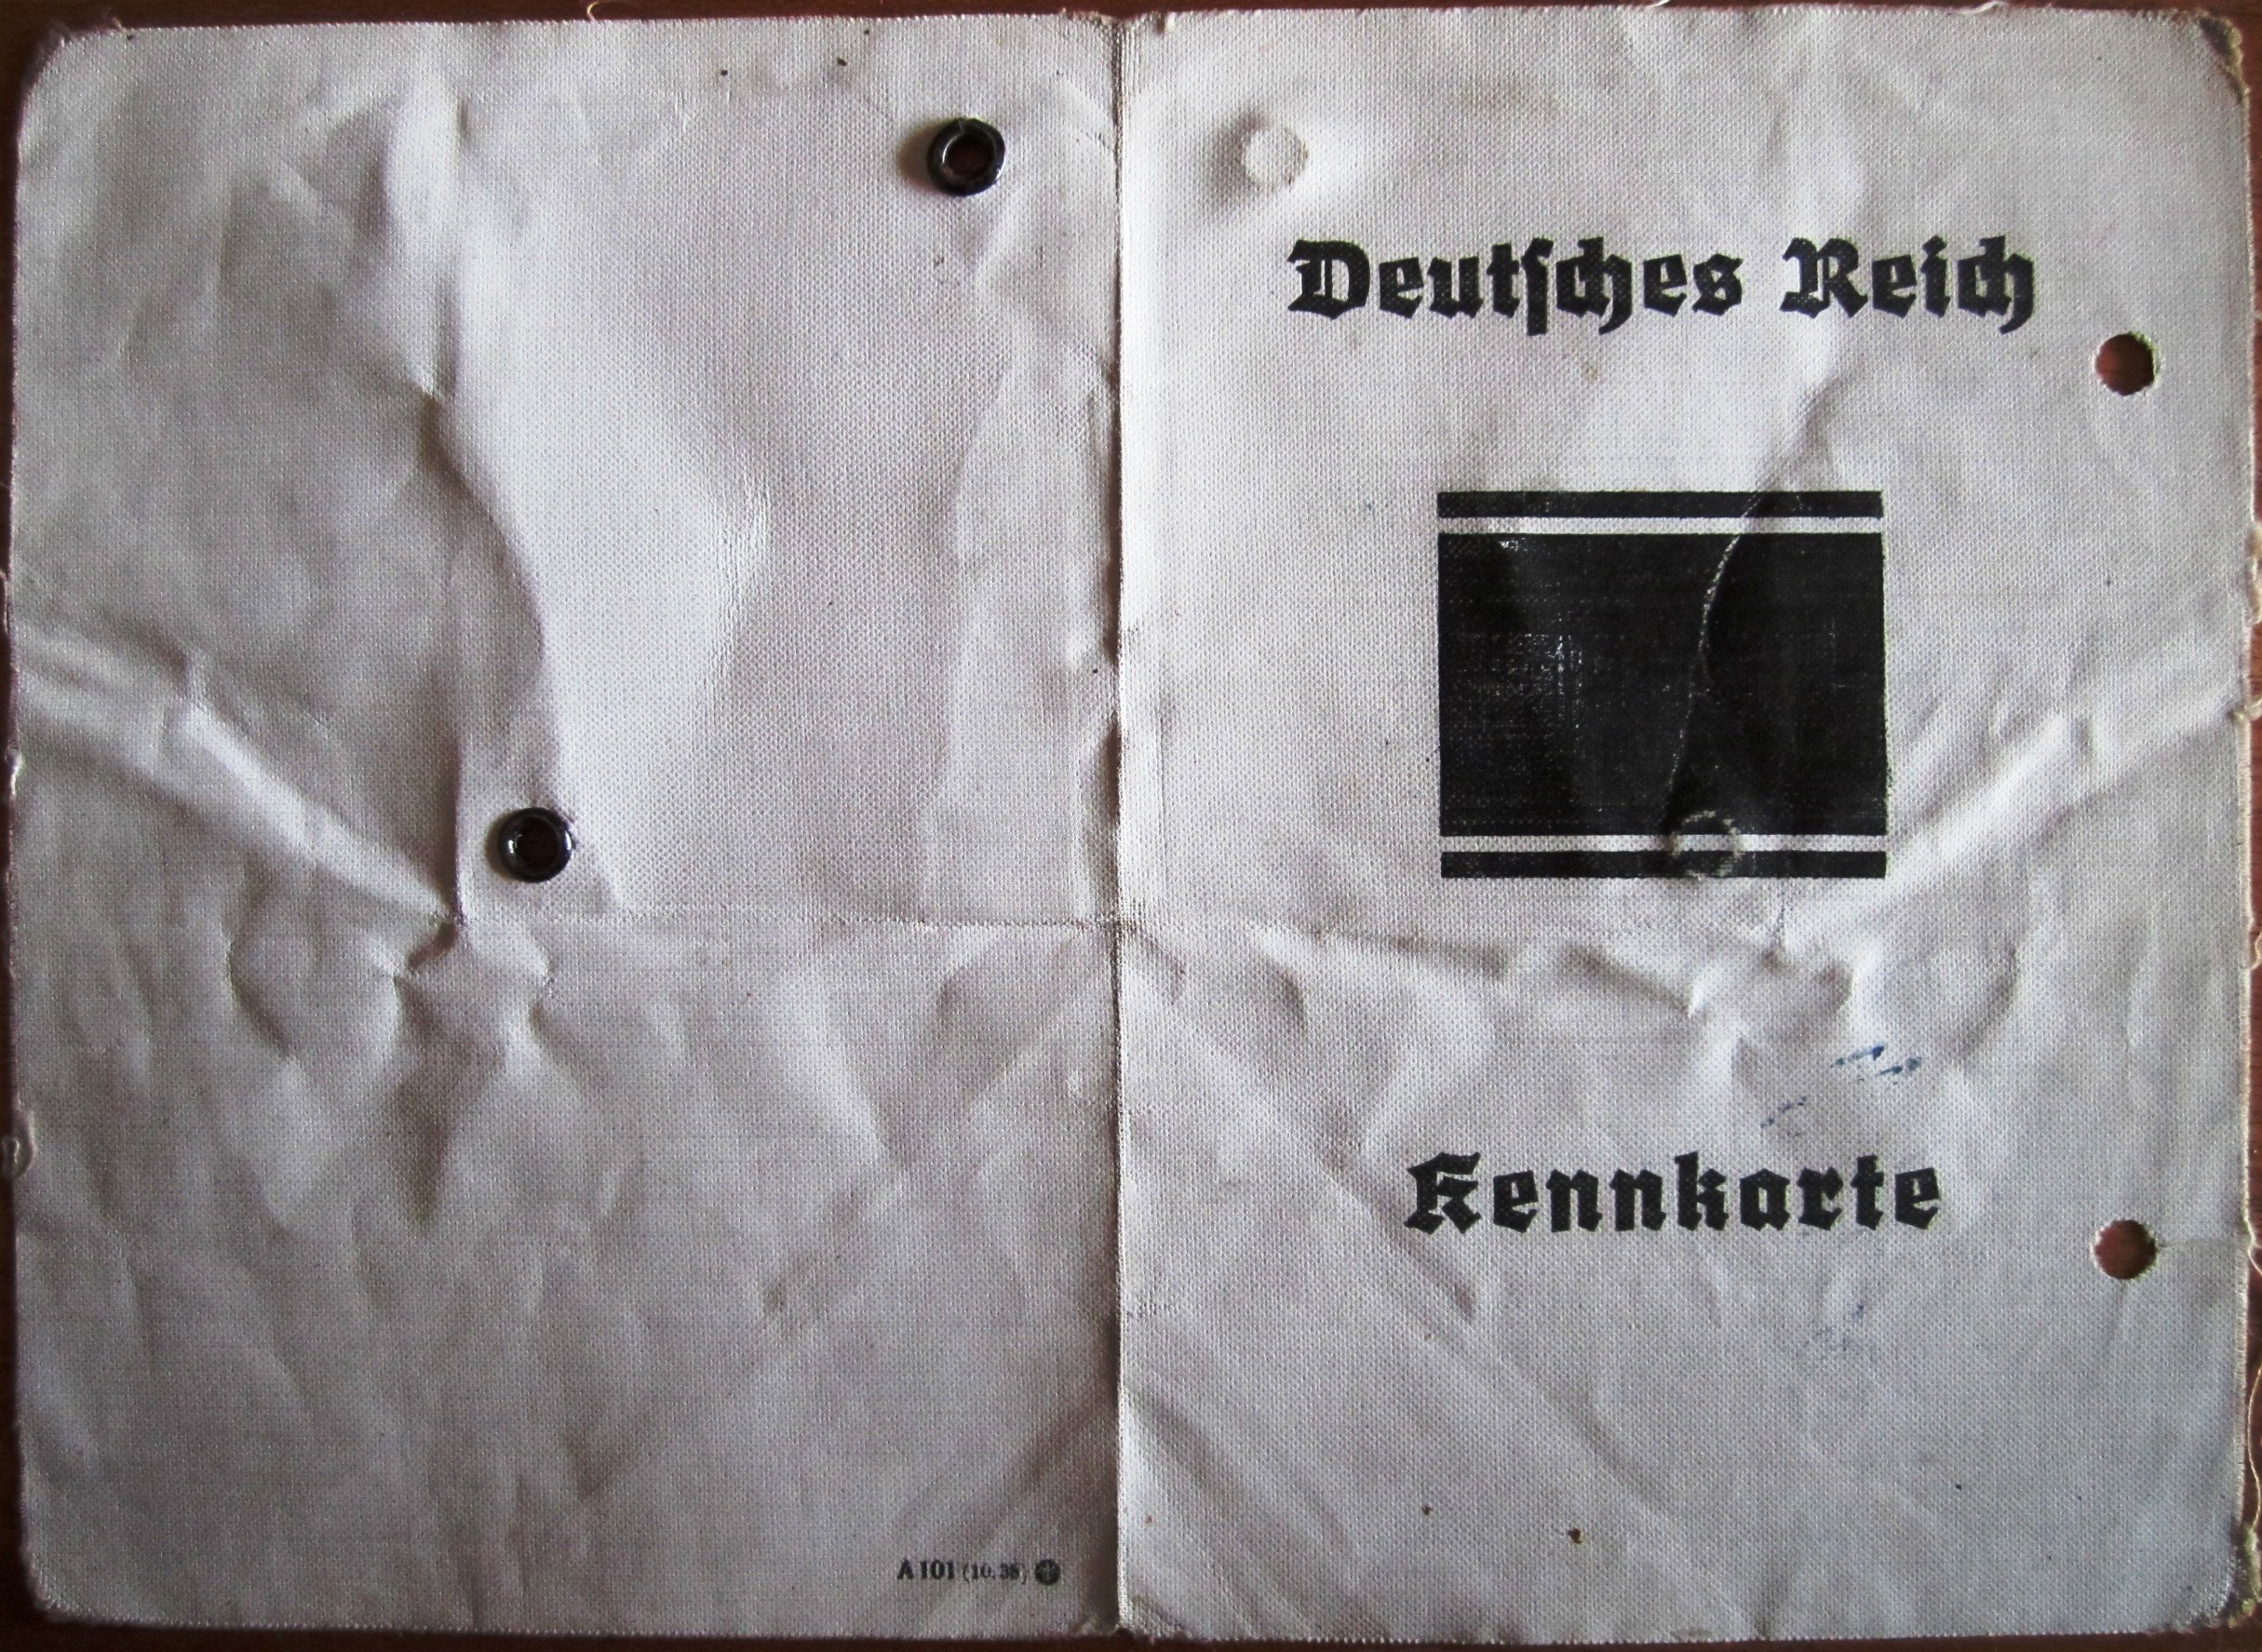 Deutſches Reich
Kennkarte
A 101 (10. 38)